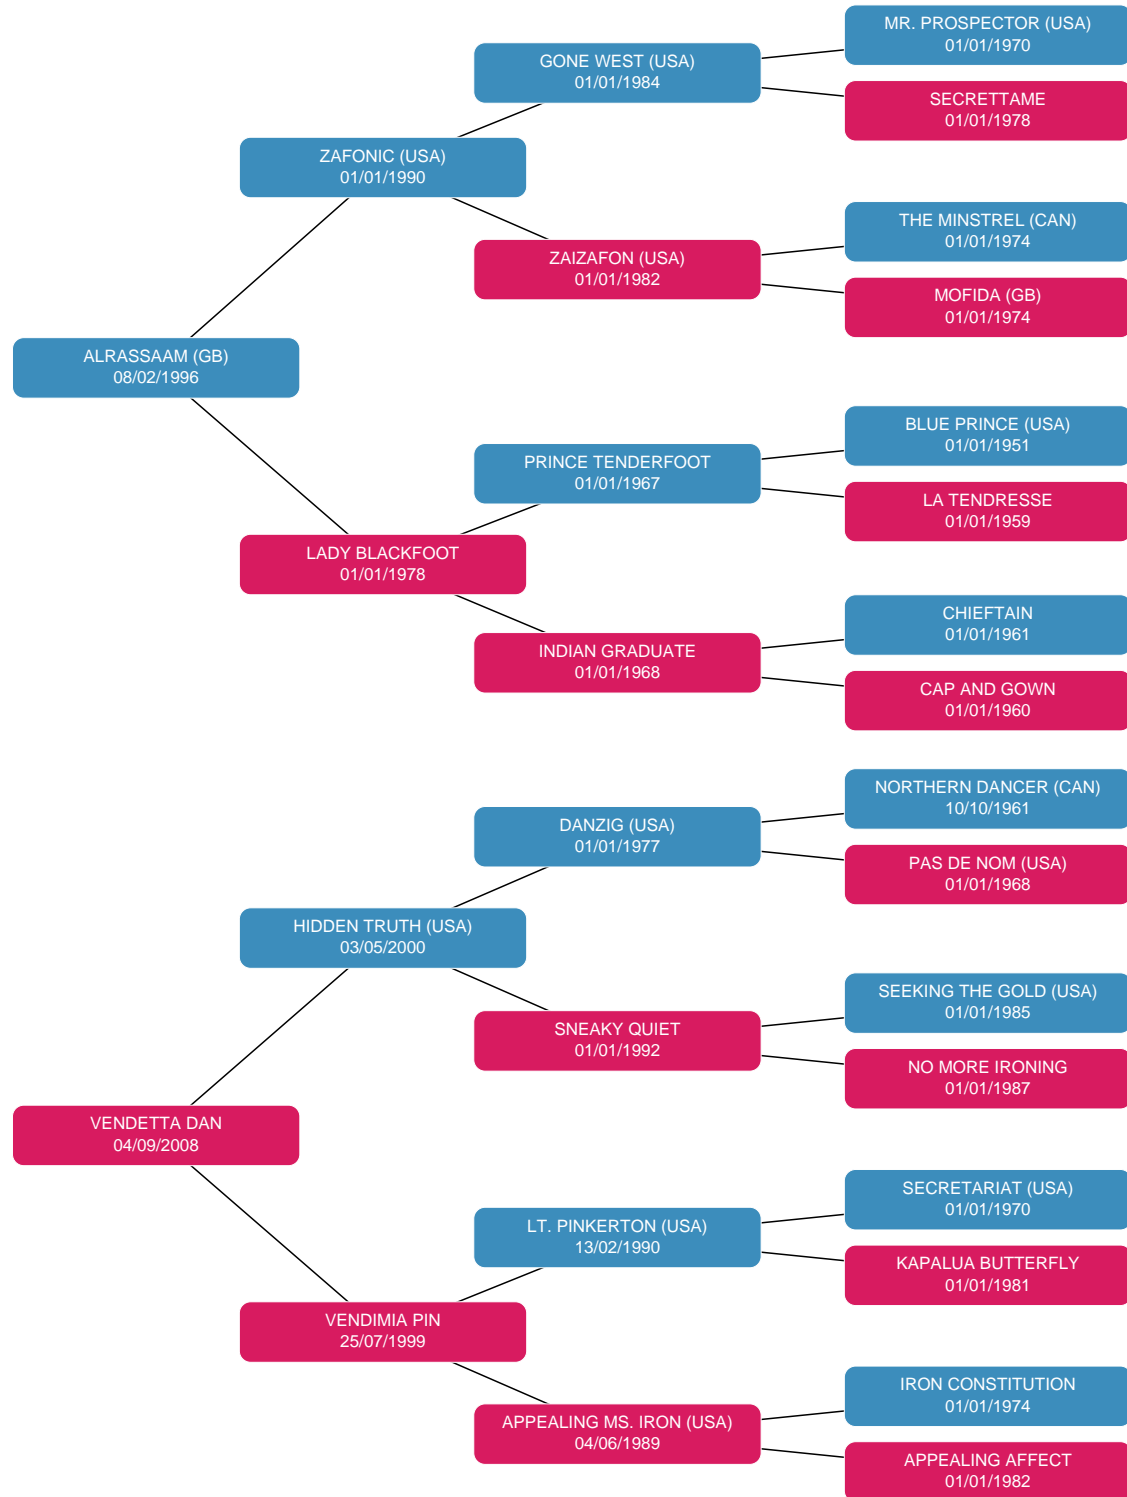 MR. PROSPECTOR (USA)
01/01/1970
GONE WEST (USA)
01/01/1984
SECRETTAME
01/01/1978
ZAFONIC (USA)
01/01/1990
THE MINSTREL (CAN)
01/01/1974
ZAIZAFON (USA)
01/01/1982
MOFIDA (GB)
01/01/1974
ALRASSAAM (GB)
08/02/1996
BLUE PRINCE (USA)
01/01/1951
PRINCE TENDERFOOT
01/01/1967
LA TENDRESSE
01/01/1959
LADY BLACKFOOT
01/01/1978
CHIEFTAIN
01/01/1961
INDIAN GRADUATE
01/01/1968
CAP AND GOWN
01/01/1960
NORTHERN DANCER (CAN)
10/10/1961
DANZIG (USA)
01/01/1977
PAS DE NOM (USA)
01/01/1968
HIDDEN TRUTH (USA)
03/05/2000
SEEKING THE GOLD (USA)
01/01/1985
SNEAKY QUIET
01/01/1992
NO MORE IRONING
01/01/1987
VENDETTA DAN
04/09/2008
SECRETARIAT (USA)
01/01/1970
LT. PINKERTON (USA)
13/02/1990
KAPALUA BUTTERFLY
01/01/1981
VENDIMIA PIN
25/07/1999
IRON CONSTITUTION
01/01/1974
APPEALING MS. IRON (USA)
04/06/1989
APPEALING AFFECT
01/01/1982